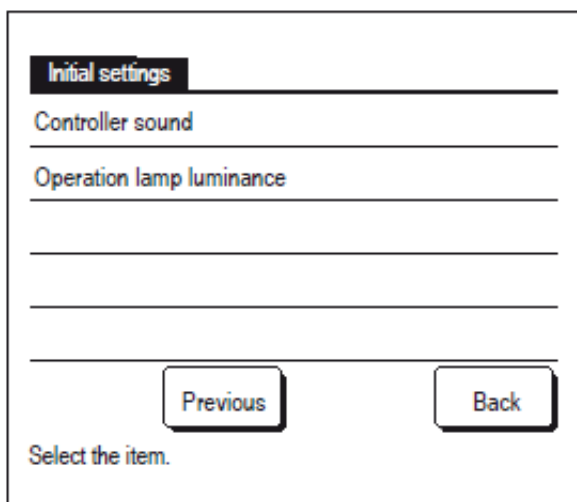 Initial settings
Controller sound
Operation lamp luminance
Previous Back
Select the item.